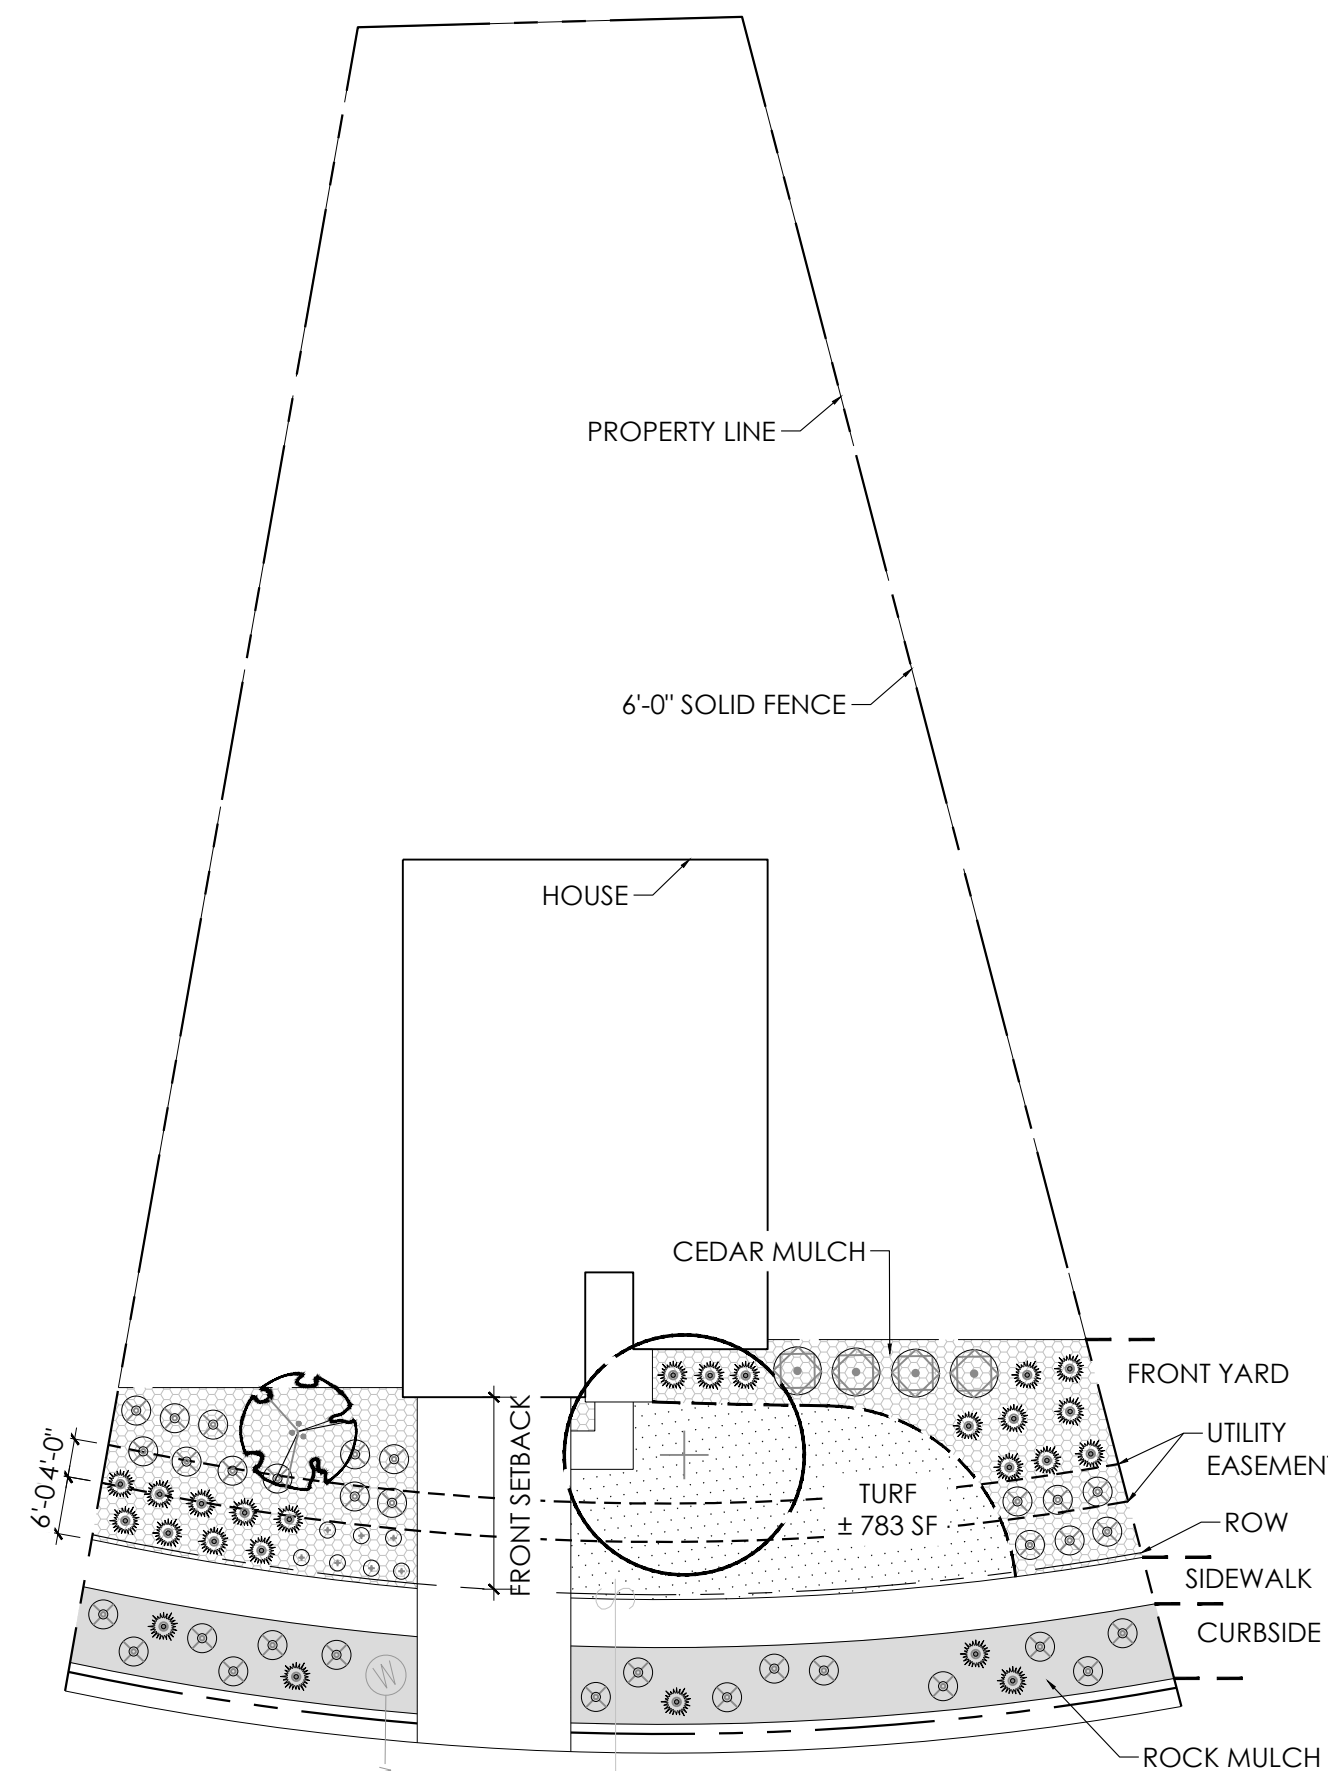 PROPERTY LINE
6'-0" SOLID FENCE
HOUSE
CEDAR MULCH
FRONT YARD
FRONT SETBACK
4'-0"
6'-0
UTILITY
EASEMENT
TURF
± 783 SF
ROW
SIDEWALK
CURBSIDE
S
W
ROCK MULCH